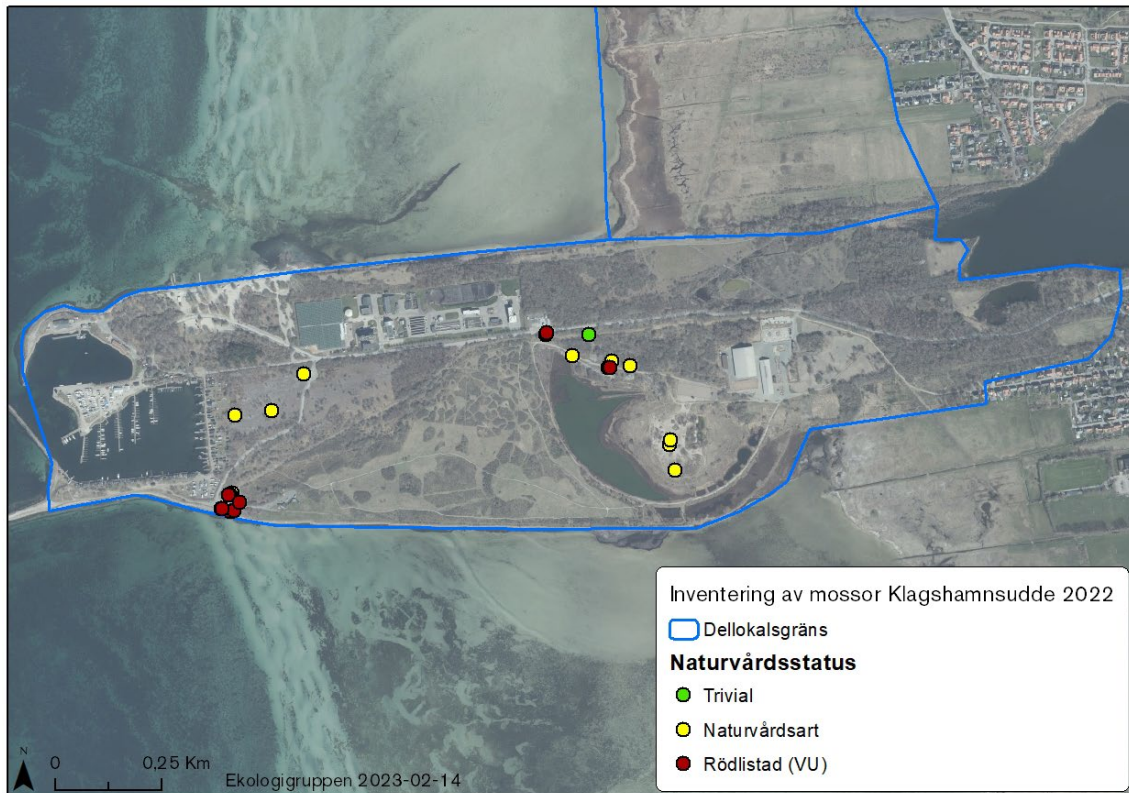 Inventering av mossor Klagshamnsudde 2022
Dellokalsgräns
Naturvårdsstatus
Trivial
Naturvårdsart
Rödlistad (VU)
N
0 0,25 Km
Ekologigruppen 2023-02-14